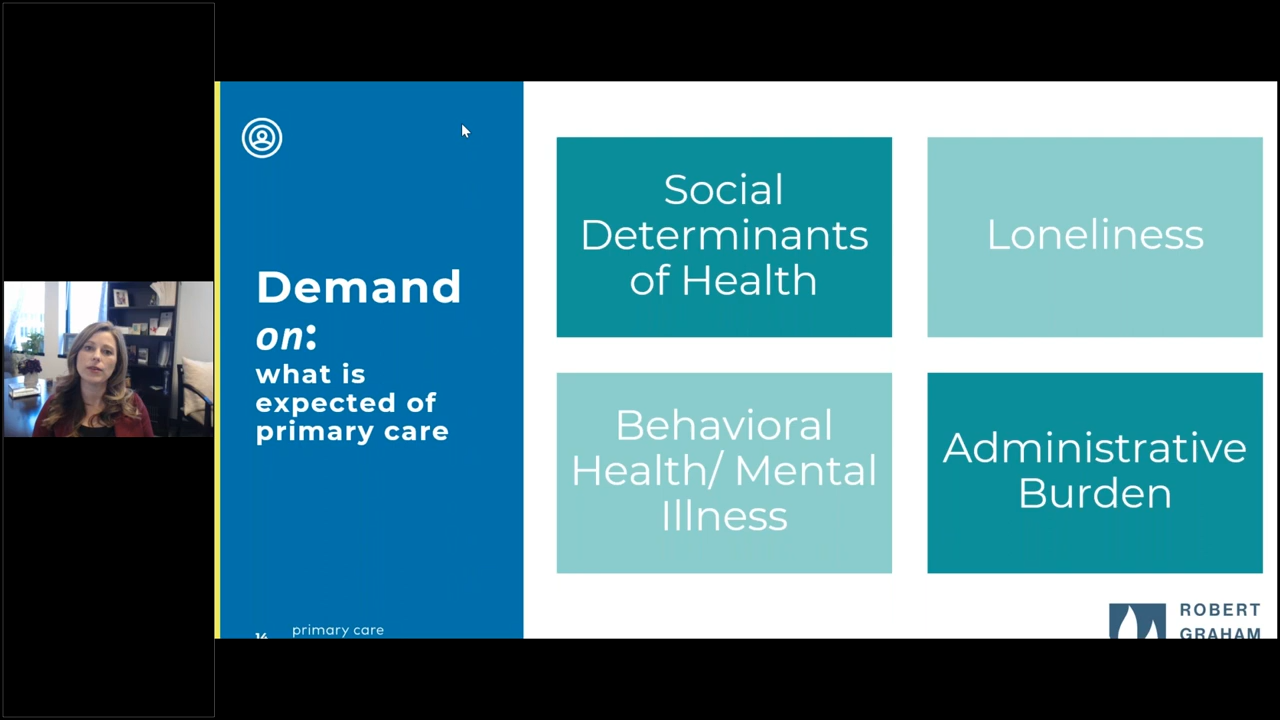 Demand
on:
what is
expected of
primary care
Social
Determinants
of Health
Loneliness
Behavioral
Health/ Mental
Illness
Administrative
Burden
14
primary care
ROBERT
GRAHAM